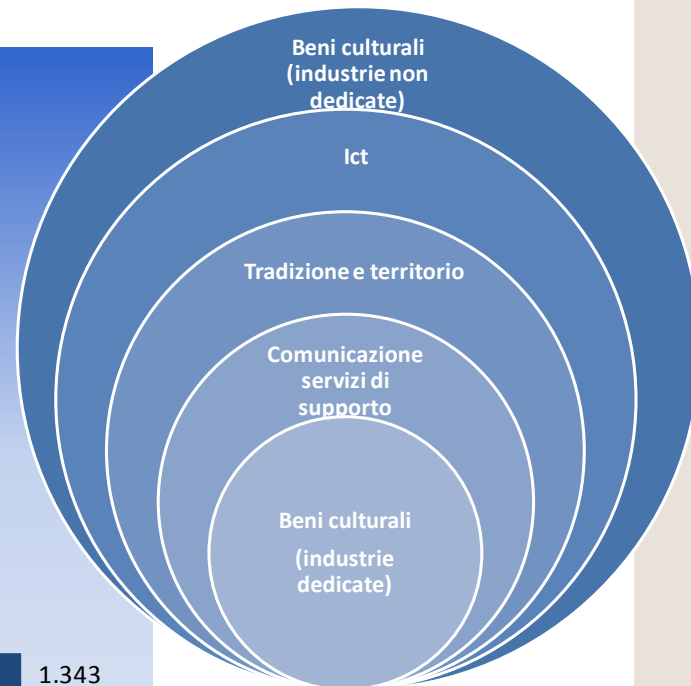 Beni culturali
(industrie non
dedicate)
Ict
Tradizione e territorio
Comunicazione
servizi di
supporto
Beni culturali
(industrie
dedicate)
1.343